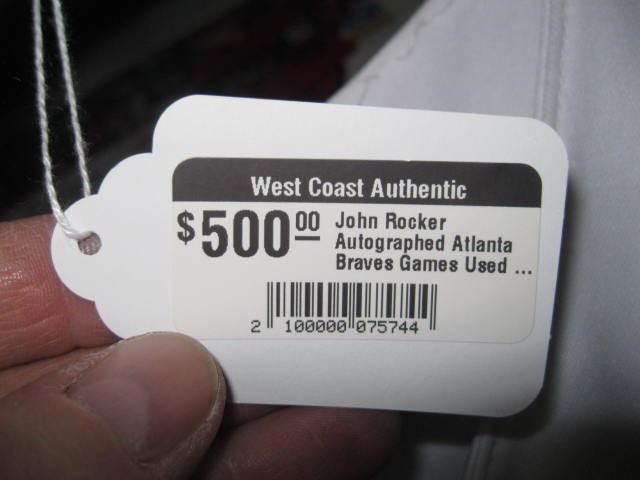 West Coast Authentic
$500 00
John Rocker
Autographed Atlanta
Braves Games Used ...
2 100000 075744